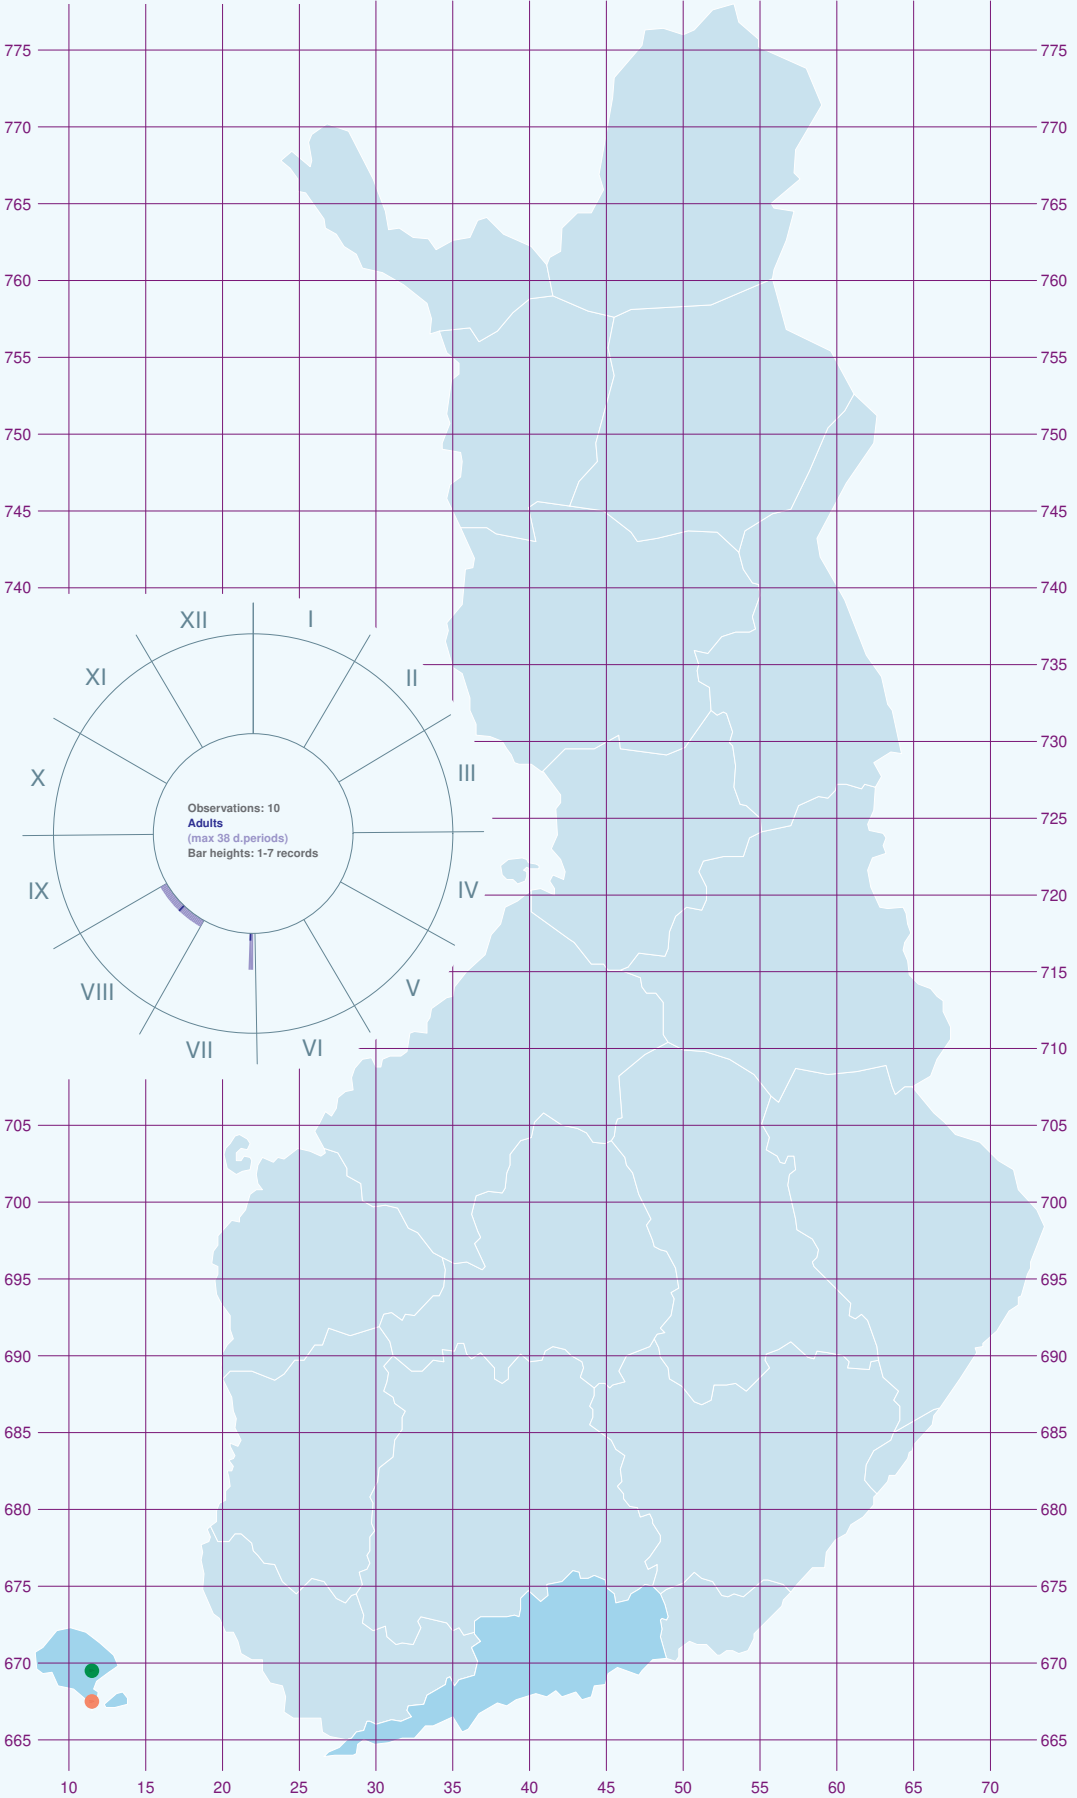 775 775
770 770
765 765
760 760
755 755
750 750
745 745
740 740
XII I
XI II
735
730
X III
Observations: 10
Adults
(max 38 d.periods)
Bar heights: 1-7 records
725
IX IV
720
VIII V
715
VII VI
710
705 705
700 700
695 695
690 690
685 685
680 680
675 675
670 670
665 665
10 15 20 25 30 35 40 45 50 55 60 65 70